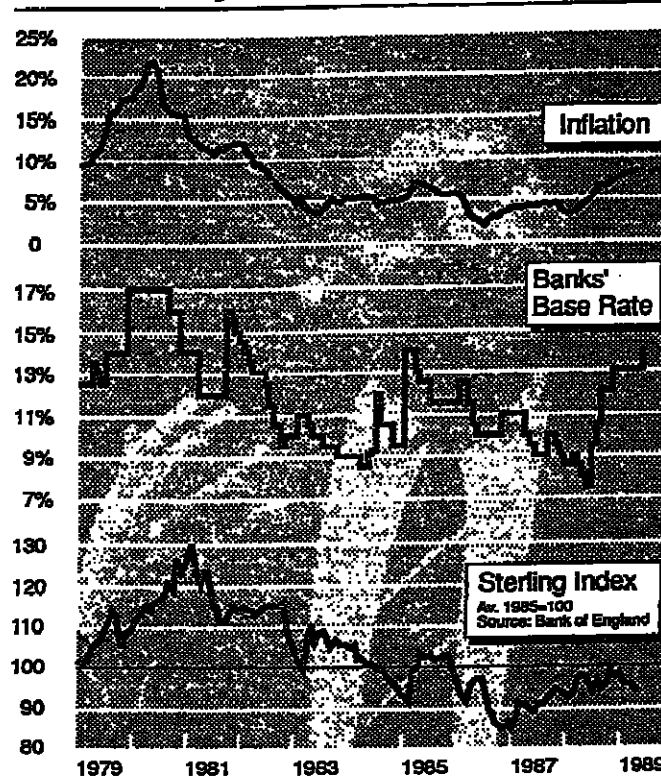 25%
20%
15%
10%
5%
0
Inflation
17%
15%
13%
11%
9%
7%
Banks'
Base Rate
130
120
110
100
90
80
Sterling Index
Av. 1985=100
Source: Bank of England
1979 1981 1983 1985 1987 1989